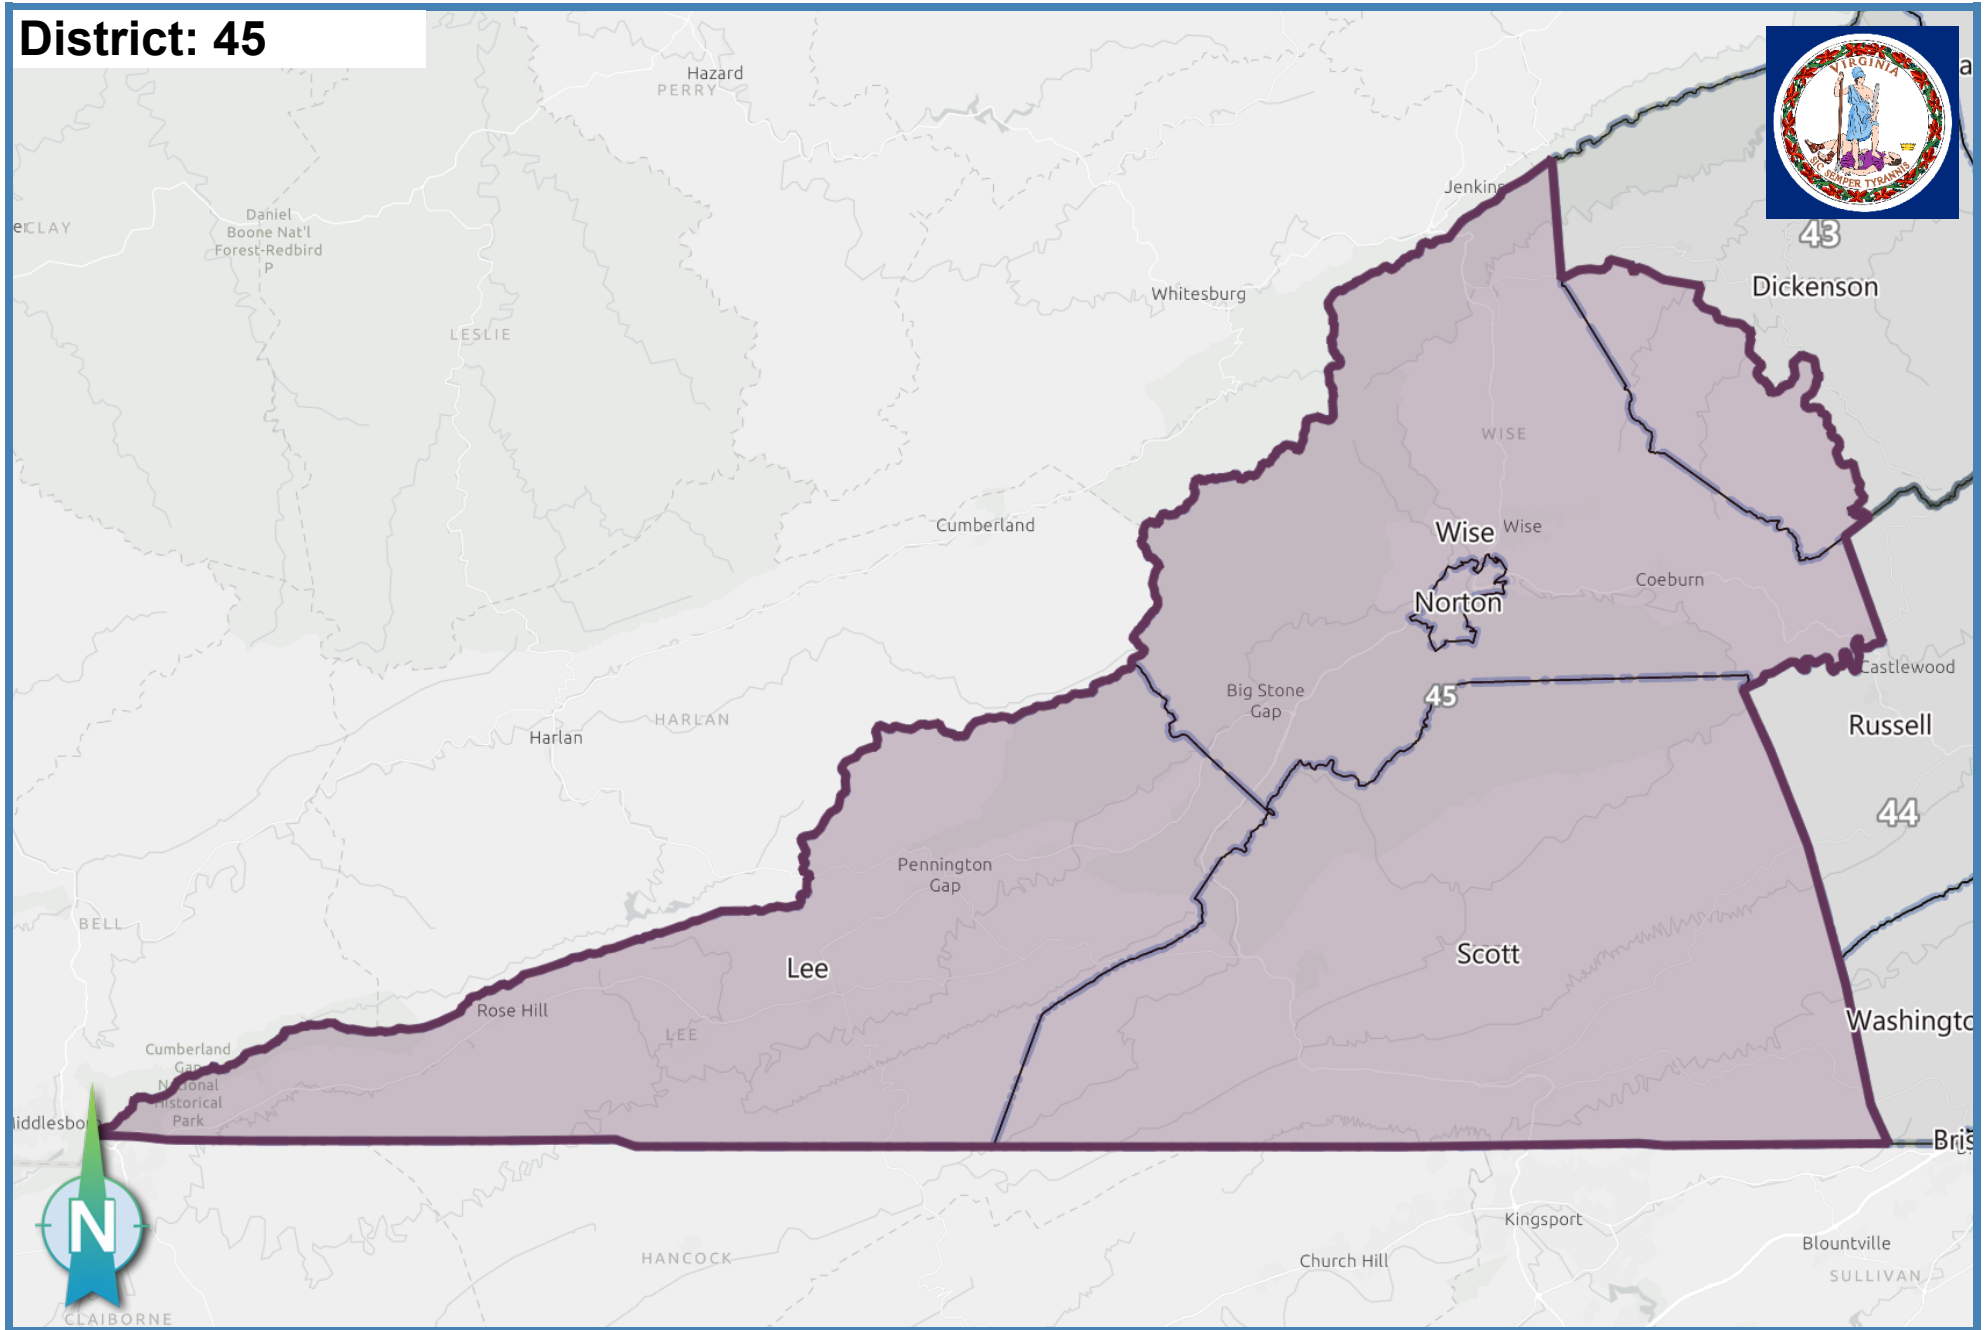 District: 45
Hazard
PERRY
VIRGINIA
SIC SEMPER TYRANNIS
Jenkins
CLAY
Daniel
Boone Nat'l
Forest-Redbird
P
43
Dickenson
Whitesburg
LESLIE
WISE
Cumberland
Wise
Wise
Coeburn
Norton
Castlewood
Big Stone
Gap
45
HARLAN
Harlan
Russell
44
Pennington
Gap
BELL
Lee
Scott
Rose Hill
LEE
Washingto
Cumberland
Gap
National
Historical
Park
iddlesbo
Bris
N
Kingsport
Blountville
HANCOCK
Church Hill
SULLIVAN
CLAIBORNE